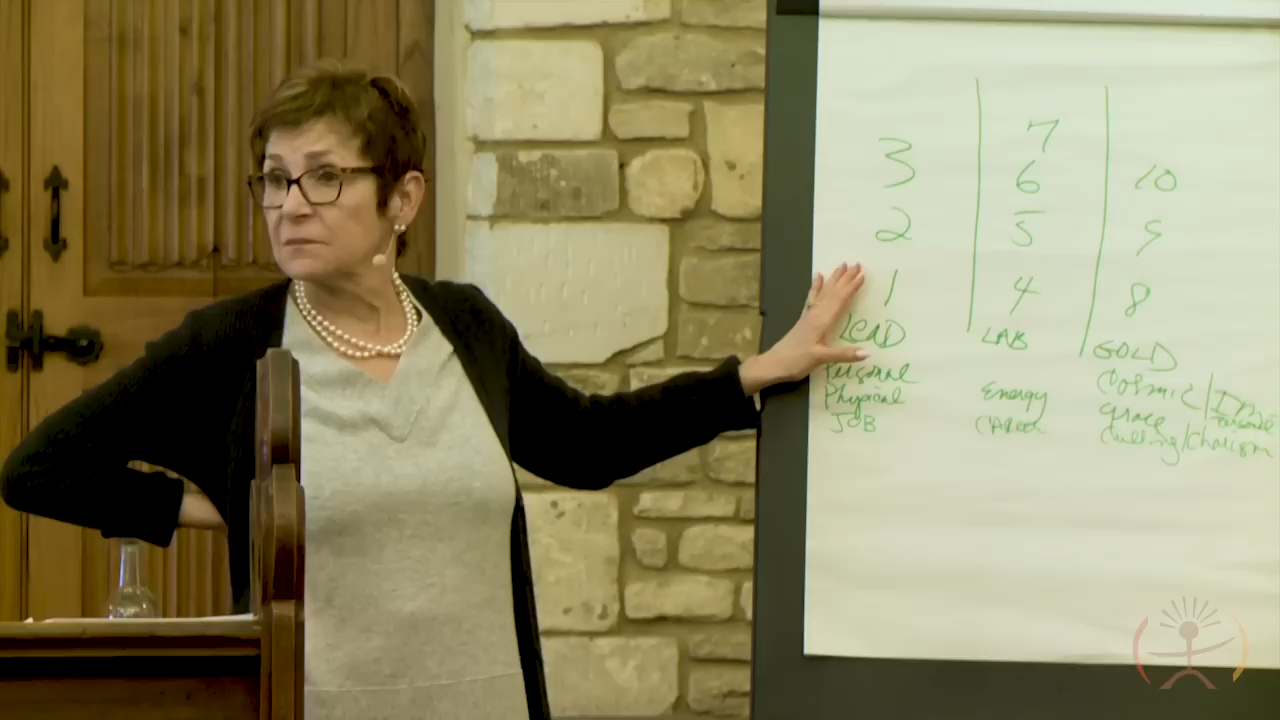 3 7 10
2 6 9
1 5 8
4
LEAD LAB GOLD
Personal Energy Cosmic
Physical CAREER grace
JOB Calling/Charism